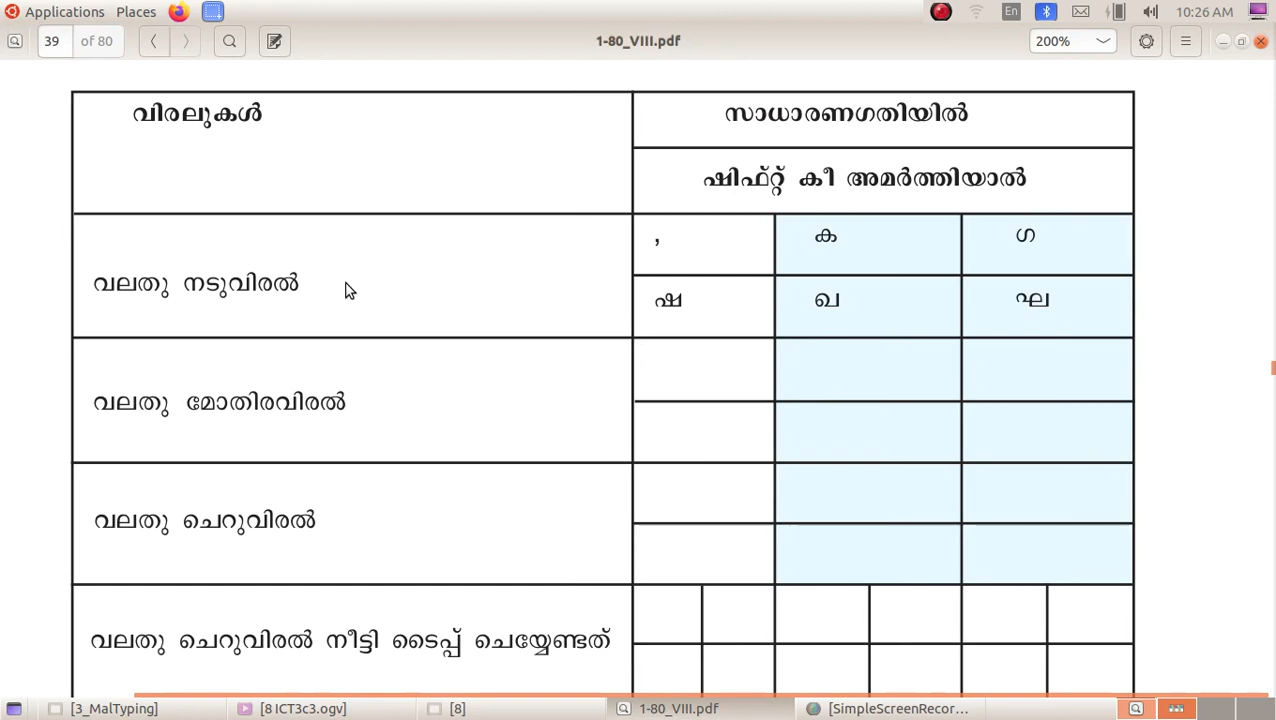 Applications Places En 10:26 AM
39 of 80 1-80_VIII.pdf 200%
വിരലുകൾ സാധാരണഗതിയിൽ
ഷിഫ്റ്റ് കീ അമർത്തിയാൽ
, ക ഗ
വലതു നടുവിരൽ
ഷ ഖ ഘ
വലതു മോതിരവിരൽ
വലതു ചെറുവിരൽ
വലതു ചെറുവിരൽ നീട്ടി ടൈപ്പ് ചെയ്യേണ്ടത്
[3_MalTyping] [8 ICT3c3.ogv] [8] 1-80_VIII.pdf [SimpleScreenRecor...